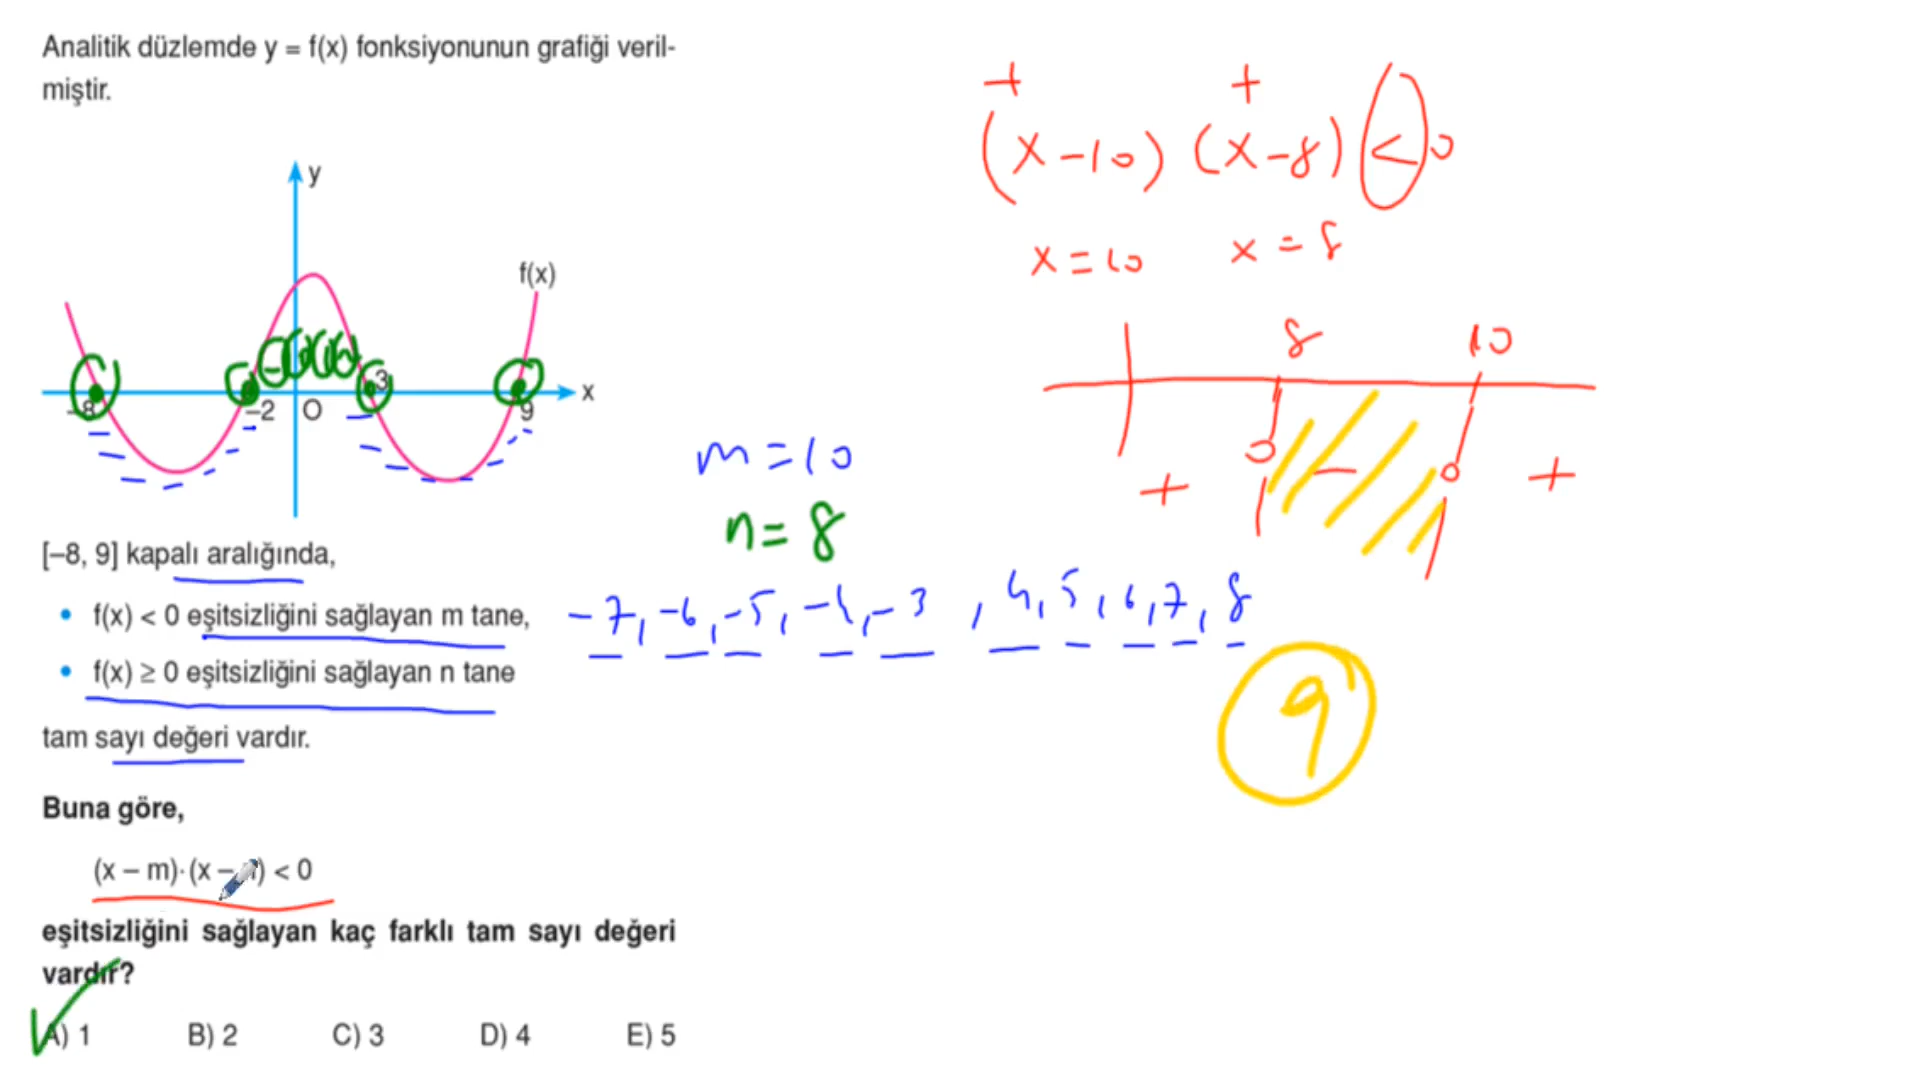 Analitik düzlemde y = f(x) fonksiyonunun grafiği veril-
miştir.
y
f(x)
x
-8
-2
O
3
9
[–8, 9] kapalı aralığında,
• f(x) < 0 eşitsizliğini sağlayan m tane,
• f(x) ≥ 0 eşitsizliğini sağlayan n tane
tam sayı değeri vardır.
Buna göre,
(x – m)·(x – ) < 0
eşitsizliğini sağlayan kaç farklı tam sayı değeri
vardır?
A) 1 B) 2 C) 3 D) 4 E) 5
m = 10
n = 8
-7, -6, -5, -4, -3, 4, 5, 6, 7, 8
+ +
(x-10) (x-8) < 0
x = 10 x = 8
8 10
+ - +
9